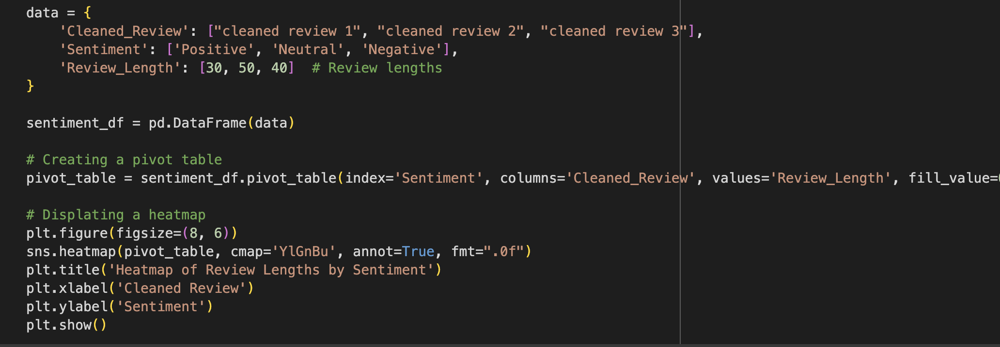 data = {
    'Cleaned_Review': ["cleaned review 1", "cleaned review 2", "cleaned review 3"],
    'Sentiment': ['Positive', 'Neutral', 'Negative'],
    'Review_Length': [30, 50, 40]  # Review lengths
}
sentiment_df = pd.DataFrame(data)
# Creating a pivot table
pivot_table = sentiment_df.pivot_table(index='Sentiment', columns='Cleaned_Review', values='Review_Length', fill_value=
# Displating a heatmap
plt.figure(figsize=(8, 6))
sns.heatmap(pivot_table, cmap='YlGnBu', annot=True, fmt=".0f")
plt.title('Heatmap of Review Lengths by Sentiment')
plt.xlabel('Cleaned Review')
plt.ylabel('Sentiment')
plt.show()